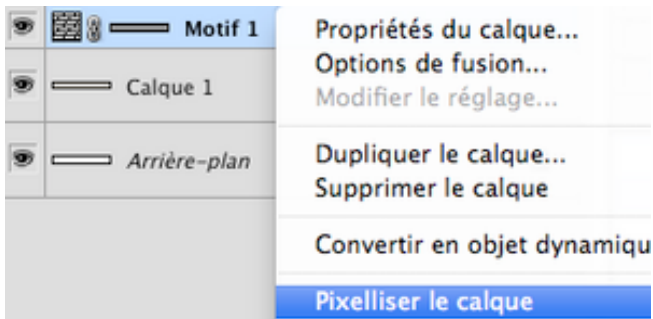 Motif 1
Calque 1
Arrière-plan
Propriétés du calque...
Options de fusion...
Modifier le réglage...
Dupliquer le calque...
Supprimer le calque
Convertir en objet dynamiqu
Pixelliser le calque